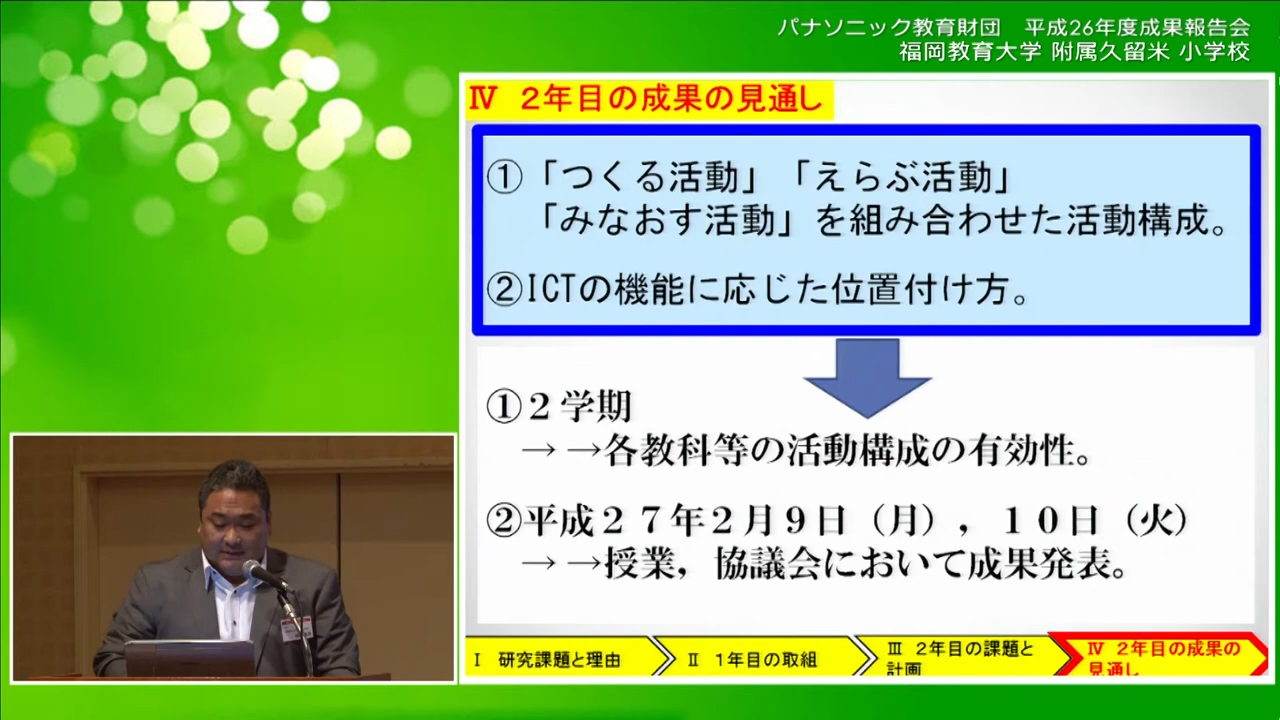 パナソニック教育財団　平成26年度成果報告会
福岡教育大学 附属久留米 小学校
Ⅳ　２年目の成果の見通し
①「つくる活動」「えらぶ活動」
「みなおす活動」を組み合わせた活動構成。
②ICTの機能に応じた位置付け方。
①２学期
→→各教科等の活動構成の有効性。
②平成２７年２月９日（月），１０日（火）
→→授業，協議会において成果発表。
Ⅰ　研究課題と理由
Ⅱ　1年目の取組
Ⅲ　2年目の課題と
計画
Ⅳ　2年目の成果の
見通し